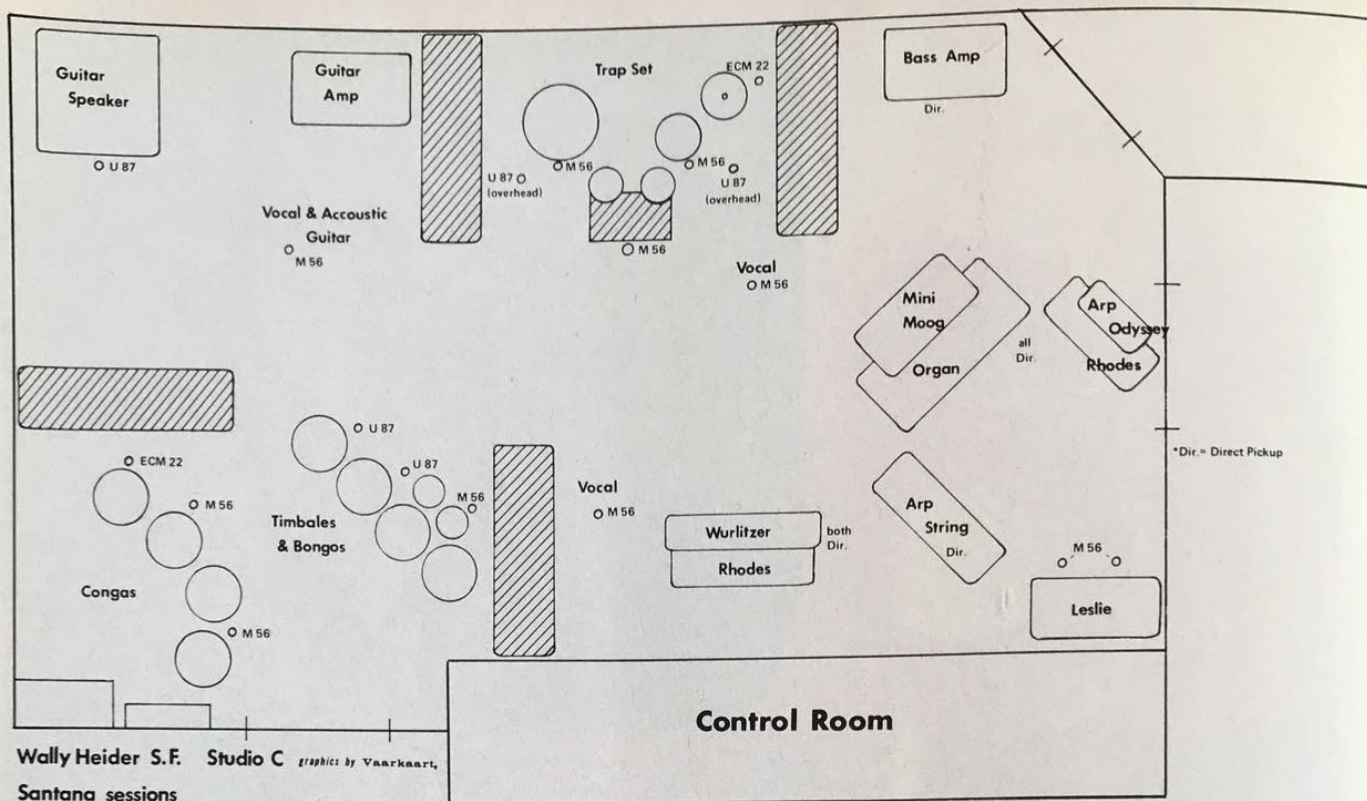 Guitar
Speaker
U 87
Guitar
Amp
Vocal & Accoustic
Guitar
M 56
Trap Set
ECM 22
M 56
M 56
U 87
(overhead)
U 87
(overhead)
M 56
Vocal
M 56
Bass Amp
Dir.
Mini
Moog
Organ
all
Dir.
Arp
Odyssey
Rhodes
*Dir.= Direct Pickup
ECM 22
M 56
Congas
M 56
U 87
U 87
M 56
Timbales
& Bongos
Vocal
M 56
Wurlitzer
Rhodes
both
Dir.
Arp
String
Dir.
M 56
Leslie
Control Room
Wally Heider S.F. Studio C graphics by Vaarkaart,
Santana sessions